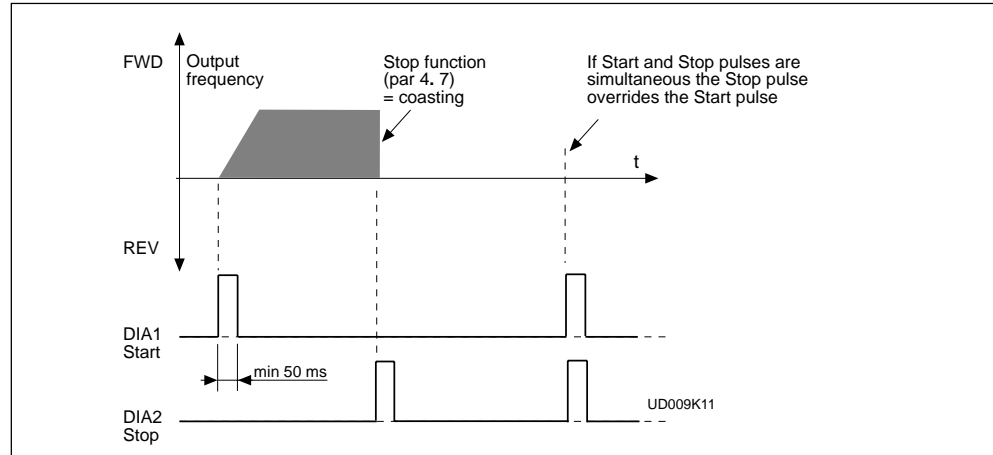 FWD
Output
frequency
Stop function
(par 4. 7)
= coasting
If Start and Stop pulses are
simultaneous the Stop pulse
overrides the Start pulse
t
REV
DIA1
Start
min 50 ms
DIA2
Stop
UD009K11